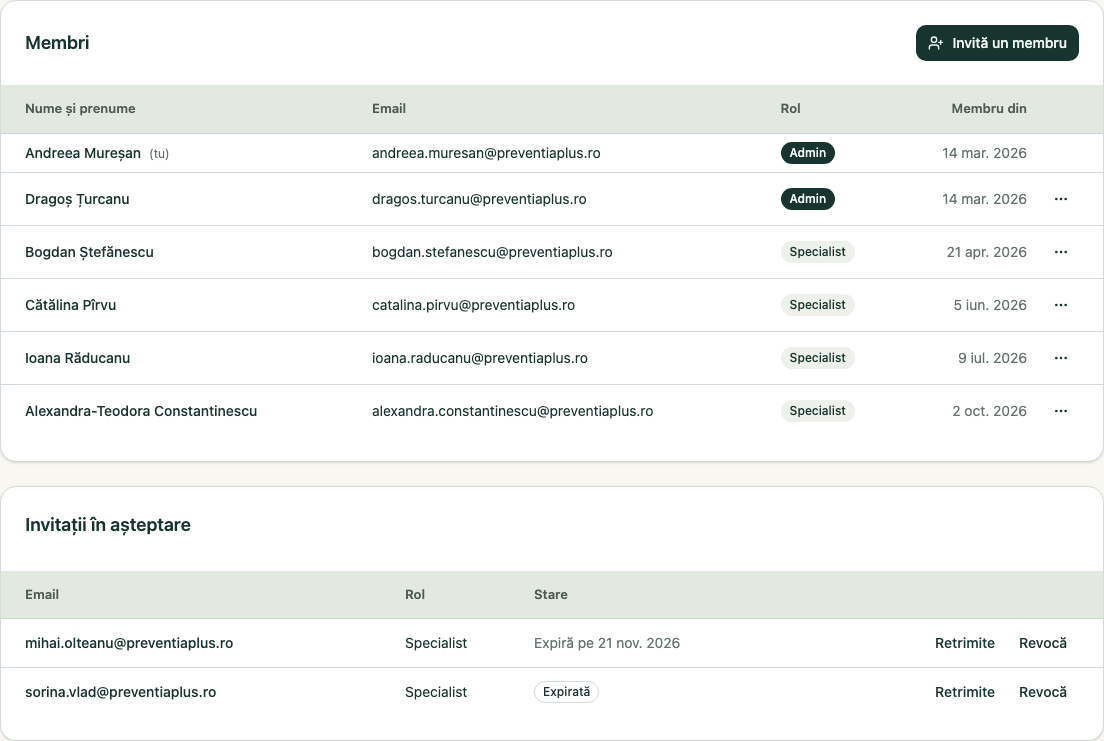 Membri
Invită un membru
Nume și prenume Email Rol Membru din
Andreea Mureșan (tu) andreea.muresan@preventiaplus.ro Admin 14 mar. 2026
Dragoș Țurcanu dragos.turcanu@preventiaplus.ro Admin 14 mar. 2026 ···
Bogdan Ștefănescu bogdan.stefanescu@preventiaplus.ro Specialist 21 apr. 2026 ···
Cătălina Pîrvu catalina.pirvu@preventiaplus.ro Specialist 5 iun. 2026 ···
Ioana Răducanu ioana.raducanu@preventiaplus.ro Specialist 9 iul. 2026 ···
Alexandra-Teodora Constantinescu alexandra.constantinescu@preventiaplus.ro Specialist 2 oct. 2026 ···
Invitații în așteptare
Email Rol Stare
mihai.olteanu@preventiaplus.ro Specialist Expiră pe 21 nov. 2026 Retrimite Revocă
sorina.vlad@preventiaplus.ro Specialist Expirată Retrimite Revocă